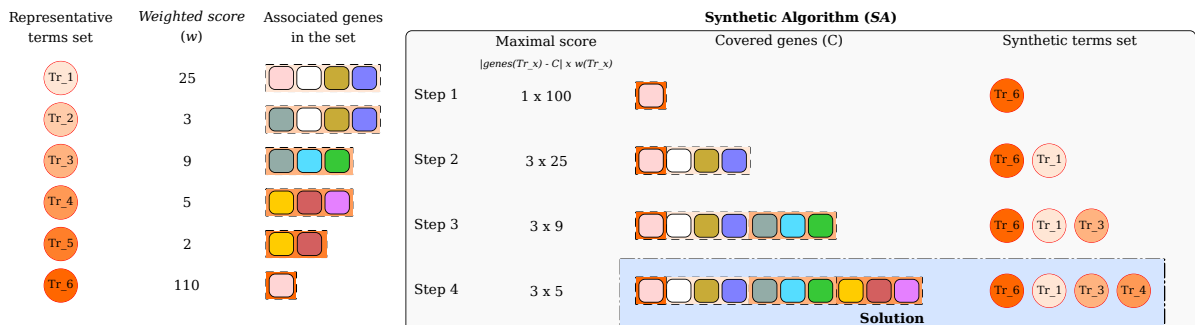 Representative
terms set
Weighted score
(w)
Associated genes
in the set
Tr_1
25
Tr_2
3
Tr_3
9
Tr_4
5
Tr_5
2
Tr_6
110
Synthetic Algorithm (SA)
Maximal score
|genes(Tr_x) - C| x w(Tr_x)
Covered genes (C)
Synthetic terms set
Step 1
1 x 100
Tr_6
Step 2
3 x 25
Tr_6 Tr_1
Step 3
3 x 9
Tr_6 Tr_1 Tr_3
Step 4
3 x 5
Tr_6 Tr_1 Tr_3 Tr_4
Solution